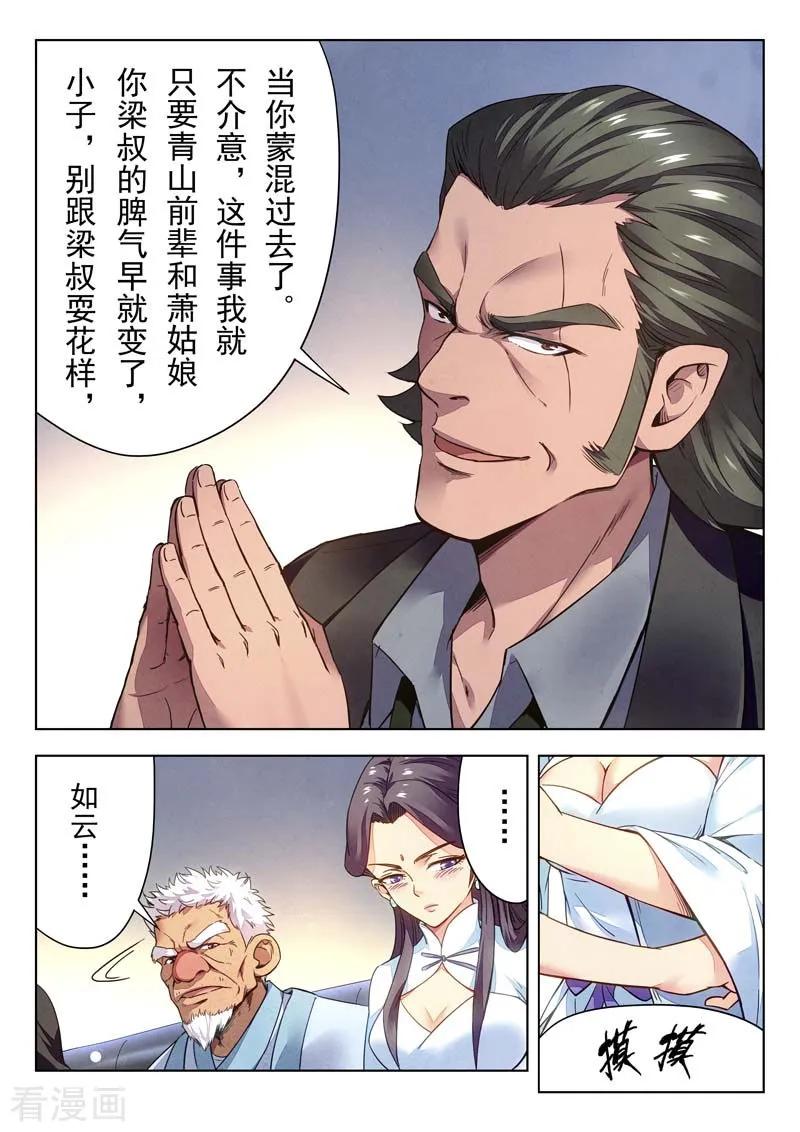 小子，别跟梁叔耍花样，
你梁叔的脾气早就变了，
只要青山前辈和萧姑娘
不介意，这件事我就
当你蒙混过去了。
如云……
……
摸摸
看漫画